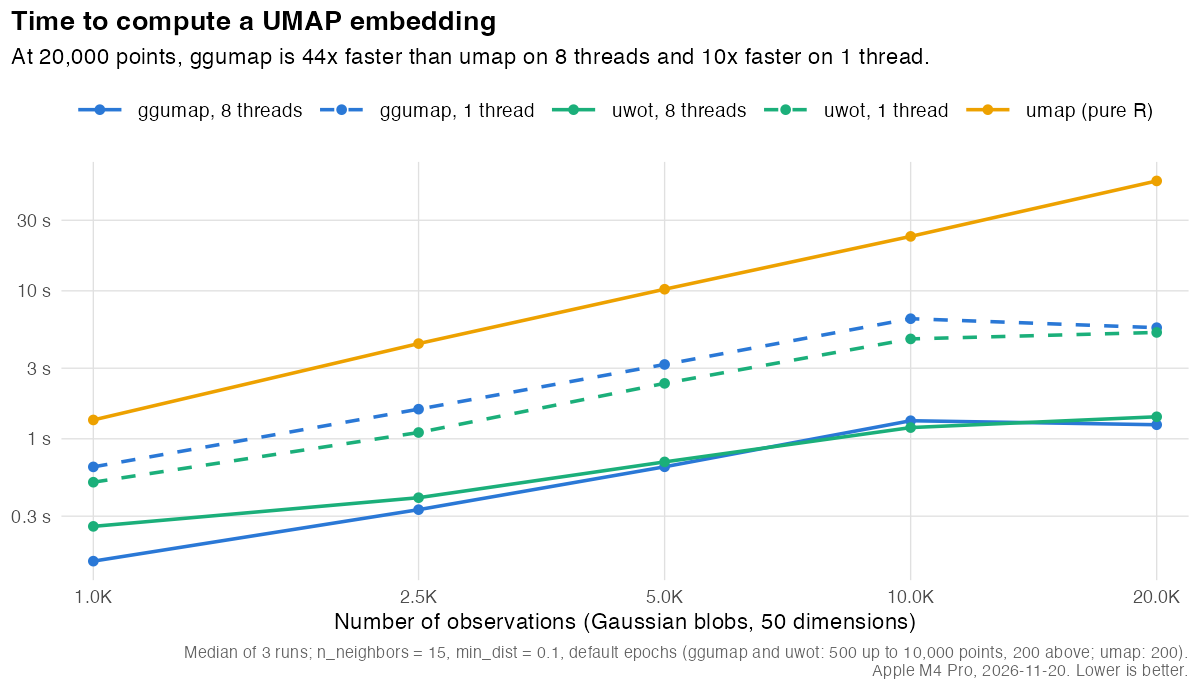 Time to compute a UMAP embedding
At 20,000 points, ggumap is 44x faster than umap on 8 threads and 10x faster on 1 thread.
ggumap, 8 threads ggumap, 1 thread uwot, 8 threads uwot, 1 thread umap (pure R)
30 s
10 s
3 s
1 s
0.3 s
1.0K 2.5K 5.0K 10.0K 20.0K
Number of observations (Gaussian blobs, 50 dimensions)
Median of 3 runs; n_neighbors = 15, min_dist = 0.1, default epochs (ggumap and uwot: 500 up to 10,000 points, 200 above; umap: 200).
Apple M4 Pro, 2026-11-20. Lower is better.